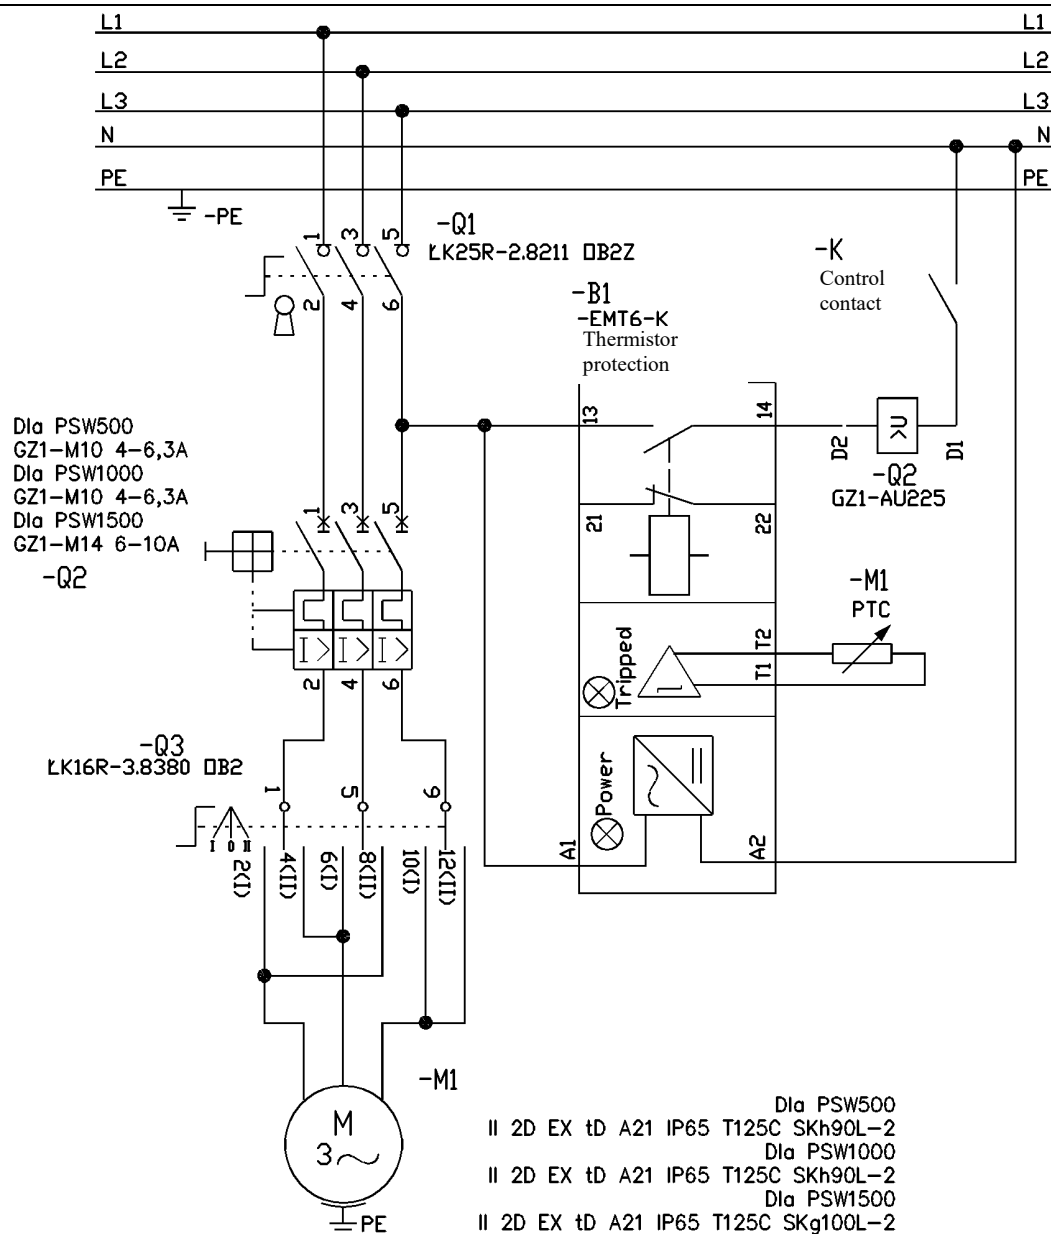 L1 L1
L2 L2
L3 L3
N N
PE PE
-PE
-Q1
ŁK25R-2.8211 OB2Z
1 3 5
2 4 6
-K
Control
contact
-B1
-EMT6-K
Thermistor
protection
13 14
D2 D1
-Q2
GZ1-AU225
21 22
Dla PSW500
GZ1-M10 4-6,3A
Dla PSW1000
GZ1-M10 4-6,3A
Dla PSW1500
GZ1-M14 6-10A
-Q2
1 3 5
I> I> I>
2 4 6
-M1
PTC
T2
T1
Tripped
-Q3
ŁK16R-3.8380 OB2
1 5 9
I 0 II
2(I) 4(II) 6(I) 8(II) 10(I) 12(II)
Power
A1 A2
U<
-M1
M
3~
PE
Dla PSW500
II 2D EX tD A21 IP65 T125C SKh90L-2
Dla PSW1000
II 2D EX tD A21 IP65 T125C SKh90L-2
Dla PSW1500
II 2D EX tD A21 IP65 T125C SKg100L-2